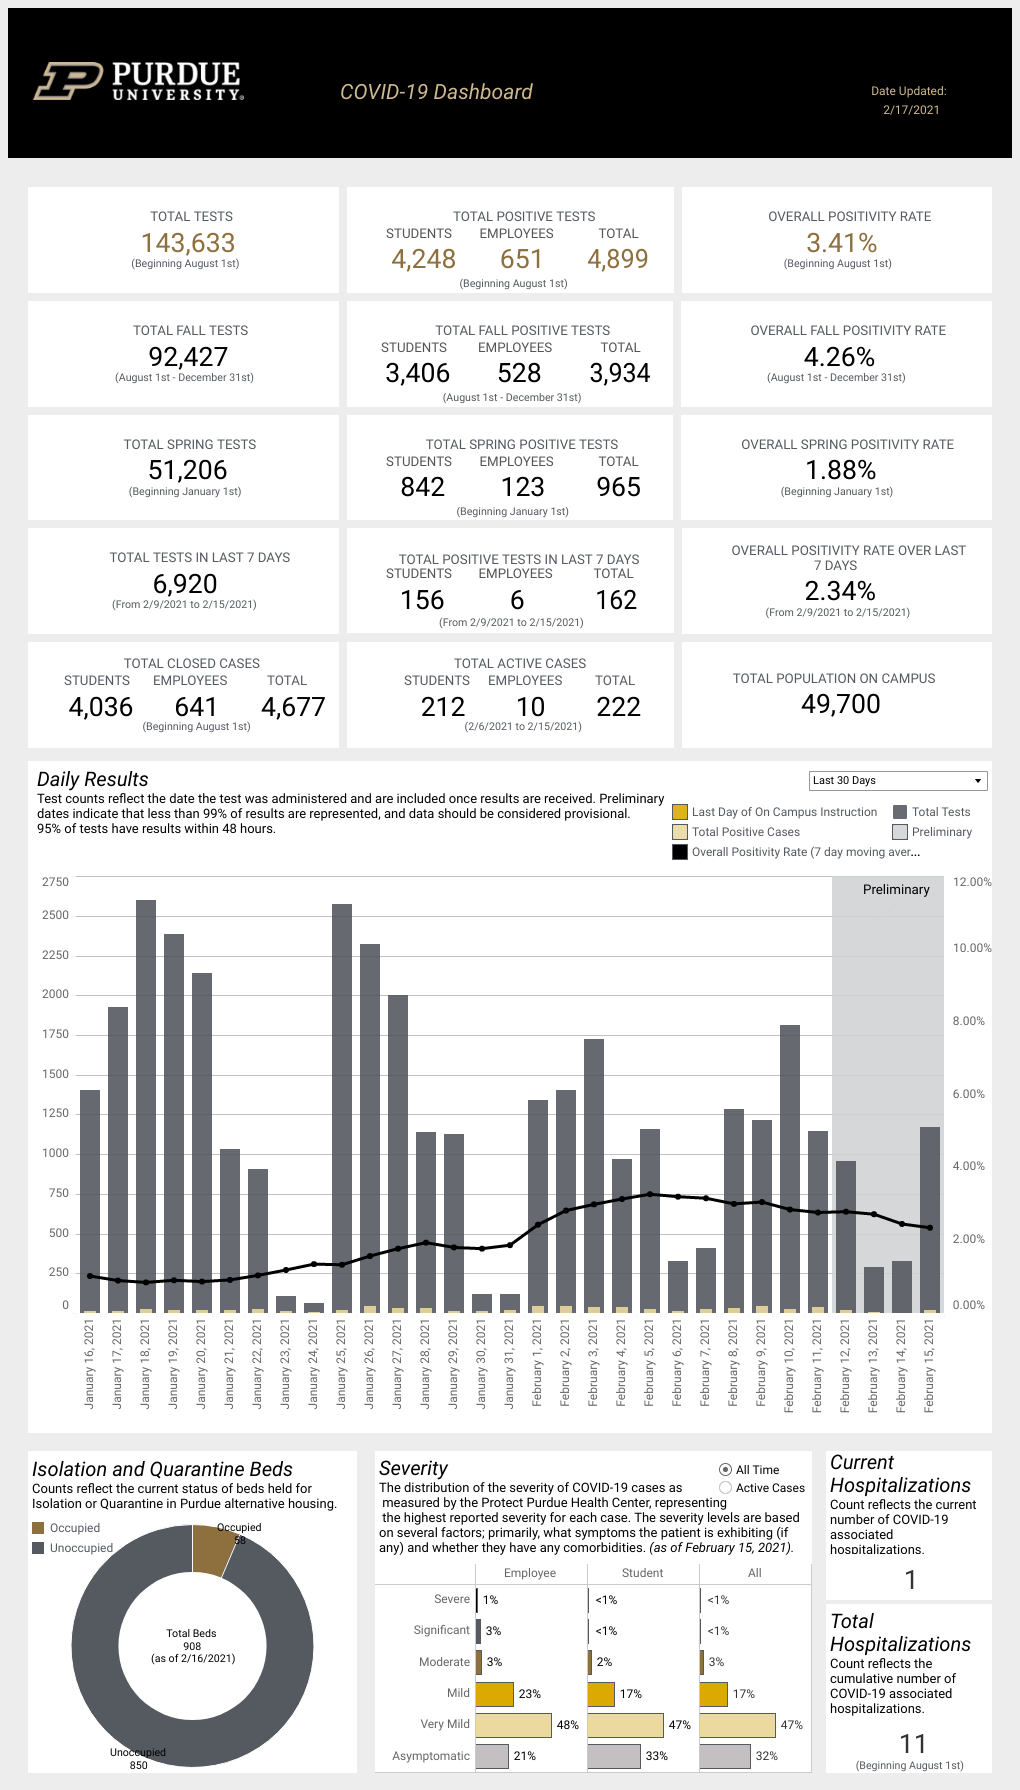 PURDUE
UNIVERSITY®
COVID-19 Dashboard
Date Updated:
2/17/2021
TOTAL TESTS
143,633
(Beginning August 1st)
TOTAL POSITIVE TESTS
STUDENTS EMPLOYEES TOTAL
4,248 651 4,899
(Beginning August 1st)
OVERALL POSITIVITY RATE
3.41%
(Beginning August 1st)
TOTAL FALL TESTS
92,427
(August 1st - December 31st)
TOTAL FALL POSITIVE TESTS
STUDENTS EMPLOYEES TOTAL
3,406 528 3,934
(August 1st - December 31st)
OVERALL FALL POSITIVITY RATE
4.26%
(August 1st - December 31st)
TOTAL SPRING TESTS
51,206
(Beginning January 1st)
TOTAL SPRING POSITIVE TESTS
STUDENTS EMPLOYEES TOTAL
842 123 965
(Beginning January 1st)
OVERALL SPRING POSITIVITY RATE
1.88%
(Beginning January 1st)
TOTAL TESTS IN LAST 7 DAYS
6,920
(From 2/9/2021 to 2/15/2021)
TOTAL POSITIVE TESTS IN LAST 7 DAYS
STUDENTS EMPLOYEES TOTAL
156 6 162
(From 2/9/2021 to 2/15/2021)
OVERALL POSITIVITY RATE OVER LAST
7 DAYS
2.34%
(From 2/9/2021 to 2/15/2021)
TOTAL CLOSED CASES
STUDENTS EMPLOYEES TOTAL
4,036 641 4,677
(Beginning August 1st)
TOTAL ACTIVE CASES
STUDENTS EMPLOYEES TOTAL
212 10 222
(2/6/2021 to 2/15/2021)
TOTAL POPULATION ON CAMPUS
49,700
Daily Results
Test counts reflect the date the test was administered and are included once results are received. Preliminary
dates indicate that less than 99% of results are represented, and data should be considered provisional.
95% of tests have results within 48 hours.
Last 30 Days
Last Day of On Campus Instruction
Total Tests
Total Positive Cases
Preliminary
Overall Positivity Rate (7 day moving aver...
Preliminary
2750
2500
2250
2000
1750
1500
1250
1000
750
500
250
0
12.00%
10.00%
8.00%
6.00%
4.00%
2.00%
0.00%
January 16, 2021
January 17, 2021
January 18, 2021
January 19, 2021
January 20, 2021
January 21, 2021
January 22, 2021
January 23, 2021
January 24, 2021
January 25, 2021
January 26, 2021
January 27, 2021
January 28, 2021
January 29, 2021
January 30, 2021
January 31, 2021
February 1, 2021
February 2, 2021
February 3, 2021
February 4, 2021
February 5, 2021
February 6, 2021
February 7, 2021
February 8, 2021
February 9, 2021
February 10, 2021
February 11, 2021
February 12, 2021
February 13, 2021
February 14, 2021
February 15, 2021
Isolation and Quarantine Beds
Counts reflect the current status of beds held for
Isolation or Quarantine in Purdue alternative housing.
Occupied
Unoccupied
Occupied
58
Total Beds
908
(as of 2/16/2021)
Unoccupied
850
Severity
All Time
Active Cases
The distribution of the severity of COVID-19 cases as
measured by the Protect Purdue Health Center, representing
the highest reported severity for each case. The severity levels are based
on several factors; primarily, what symptoms the patient is exhibiting (if
any) and whether they have any comorbidities. (as of February 15, 2021).
Employee Student All
Severe 1% <1% <1%
Significant 3% <1% <1%
Moderate 3% 2% 3%
Mild 23% 17% 17%
Very Mild 48% 47% 47%
Asymptomatic 21% 33% 32%
Current
Hospitalizations
Count reflects the current
number of COVID-19
associated
hospitalizations.
1
Total
Hospitalizations
Count reflects the
cumulative number of
COVID-19 associated
hospitalizations.
11
(Beginning August 1st)